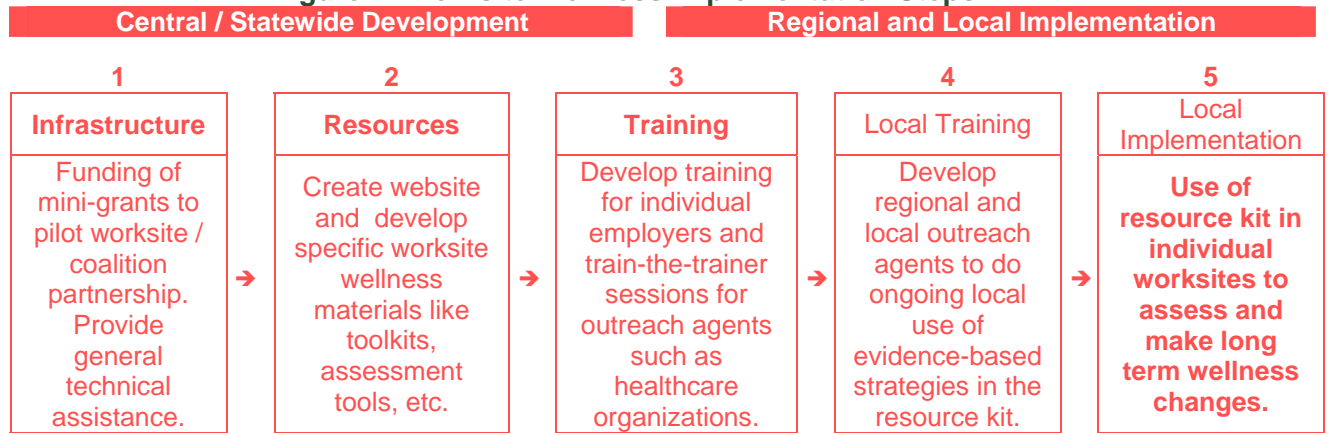 Central / Statewide Development
Regional and Local Implementation
1
Infrastructure
Funding of
mini-grants to
pilot worksite /
coalition
partnership.
Provide
general
technical
assistance.
➔
2
Resources
Create website
and develop
specific worksite
wellness
materials like
toolkits,
assessment
tools, etc.
➔
3
Training
Develop training
for individual
employers and
train-the-trainer
sessions for
outreach agents
such as
healthcare
organizations.
➔
4
Local Training
Develop
regional and
local outreach
agents to do
ongoing local
use of
evidence-based
strategies in the
resource kit.
➔
5
Local
Implementation
Use of
resource kit in
individual
worksites to
assess and
make long
term wellness
changes.